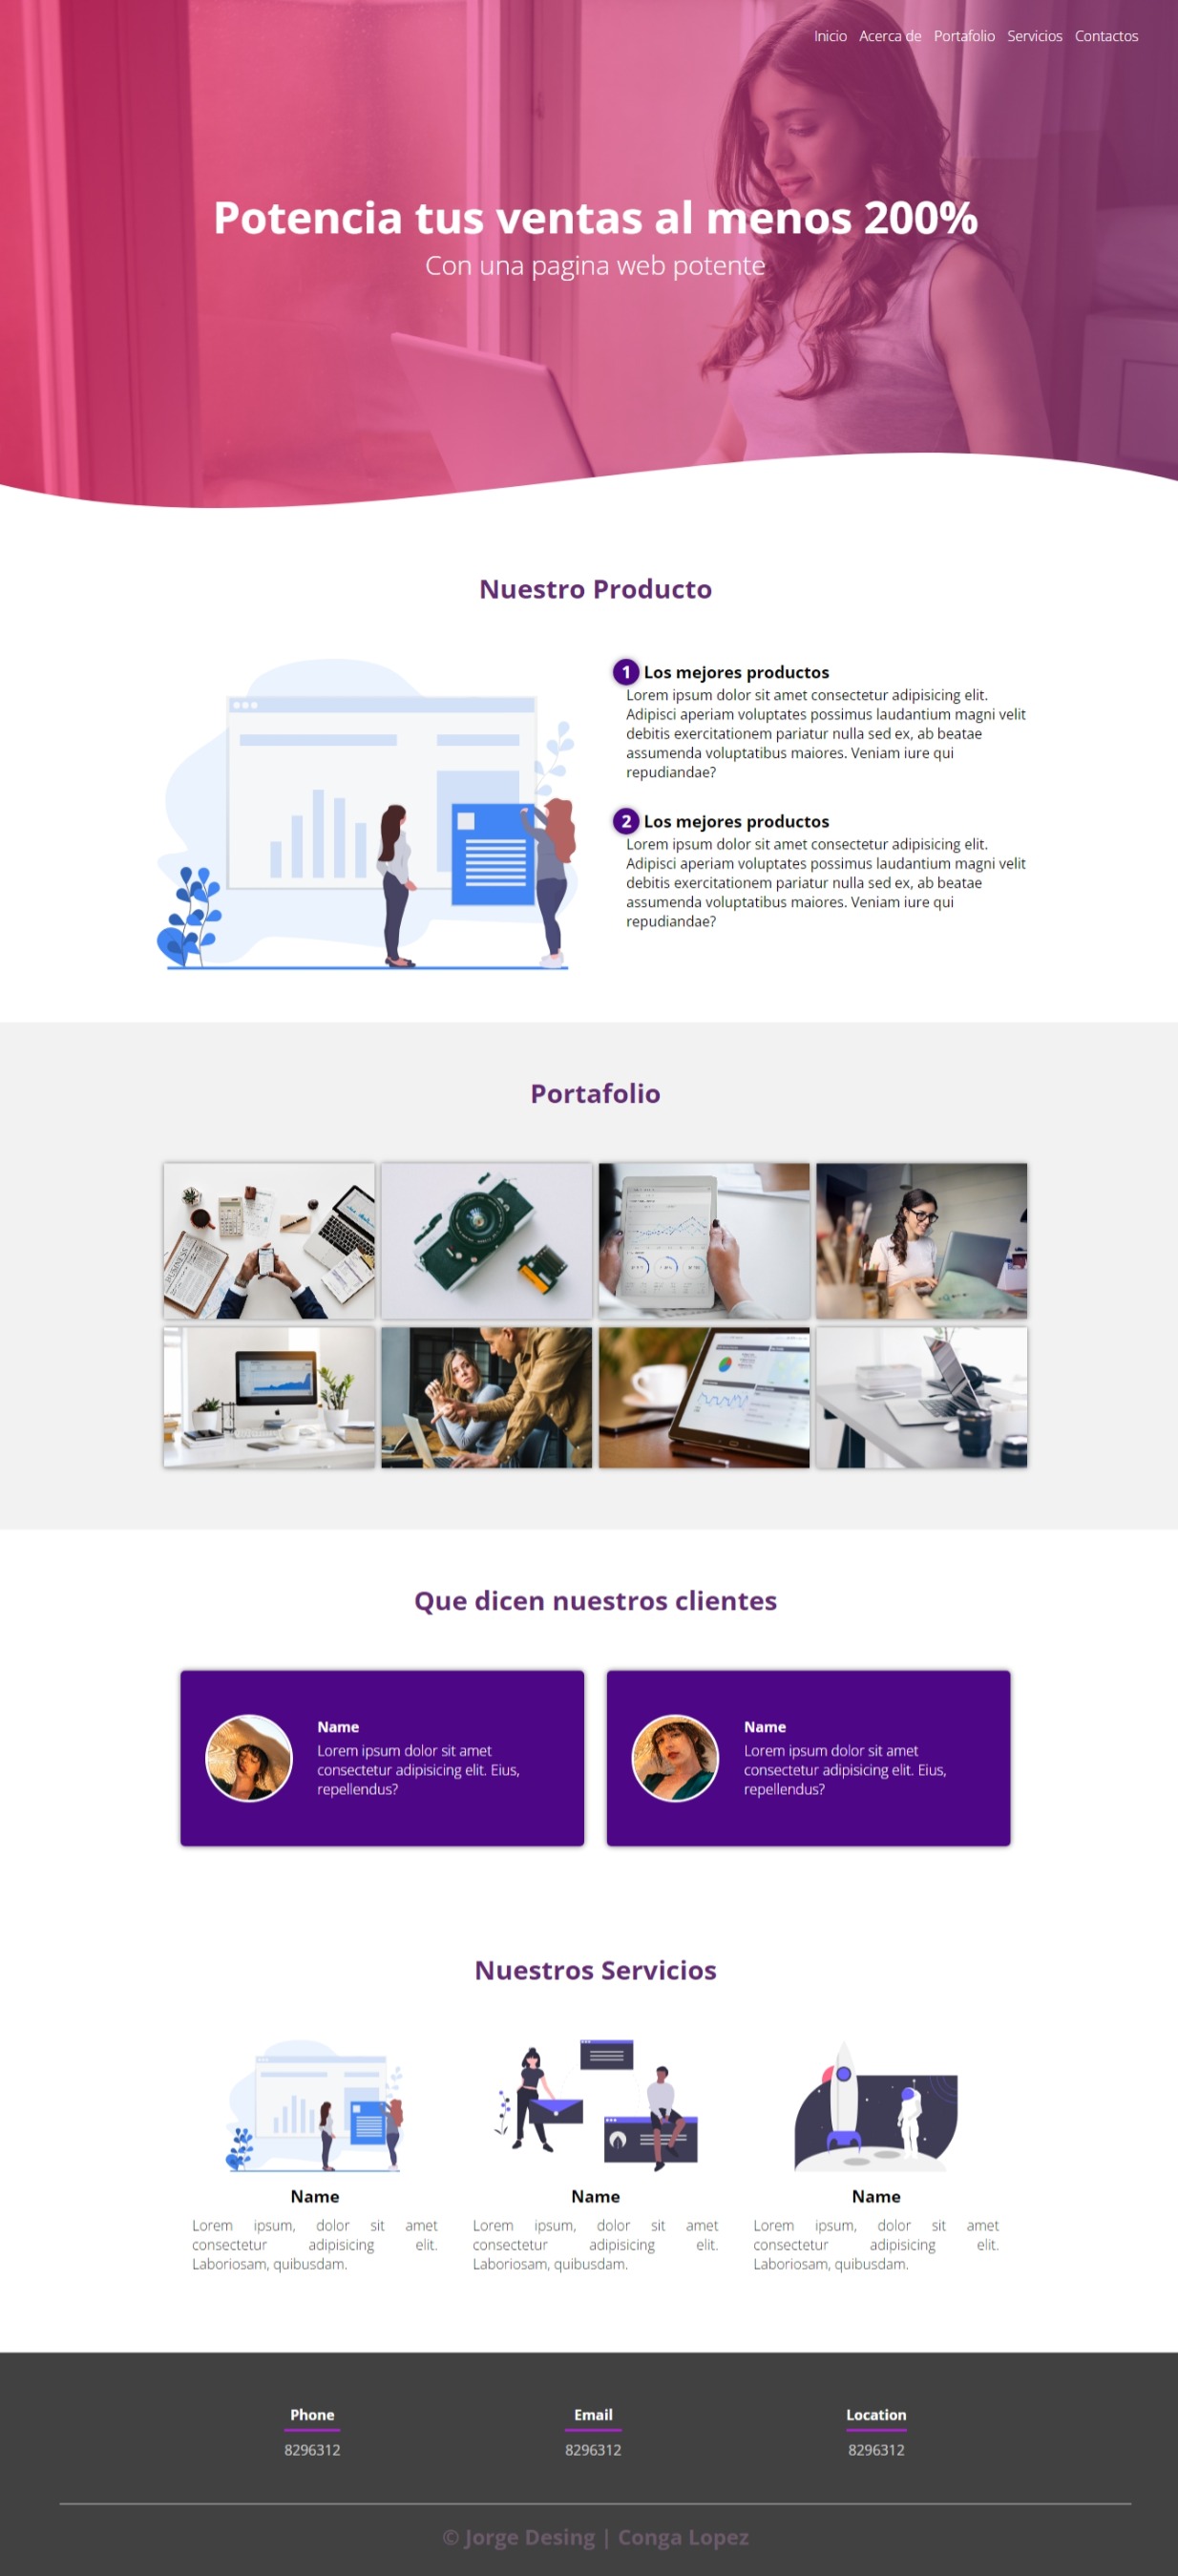 Inicio Acerca de Portafolio Servicios Contactos
Potencia tus ventas al menos 200%
Con una pagina web potente
Nuestro Producto
1 Los mejores productos
Lorem ipsum dolor sit amet consectetur adipisicing elit.
Adipisci aperiam voluptates possimus laudantium magni velit
debitis exercitationem pariatur nulla sed ex, ab beatae
assumenda voluptatibus maiores. Veniam iure qui
repudiandae?
2 Los mejores productos
Lorem ipsum dolor sit amet consectetur adipisicing elit.
Adipisci aperiam voluptates possimus laudantium magni velit
debitis exercitationem pariatur nulla sed ex, ab beatae
assumenda voluptatibus maiores. Veniam iure qui
repudiandae?
Portafolio
BUSINESS
Que dicen nuestros clientes
Name
Lorem ipsum dolor sit amet
consectetur adipisicing elit. Eius,
repellendus?
Name
Lorem ipsum dolor sit amet
consectetur adipisicing elit. Eius,
repellendus?
Nuestros Servicios
Name
Lorem ipsum, dolor sit amet
consectetur adipisicing elit.
Laboriosam, quibusdam.
Name
Lorem ipsum, dolor sit amet
consectetur adipisicing elit.
Laboriosam, quibusdam.
Name
Lorem ipsum, dolor sit amet
consectetur adipisicing elit.
Laboriosam, quibusdam.
Phone
8296312
Email
8296312
Location
8296312
© Jorge Desing | Conga Lopez